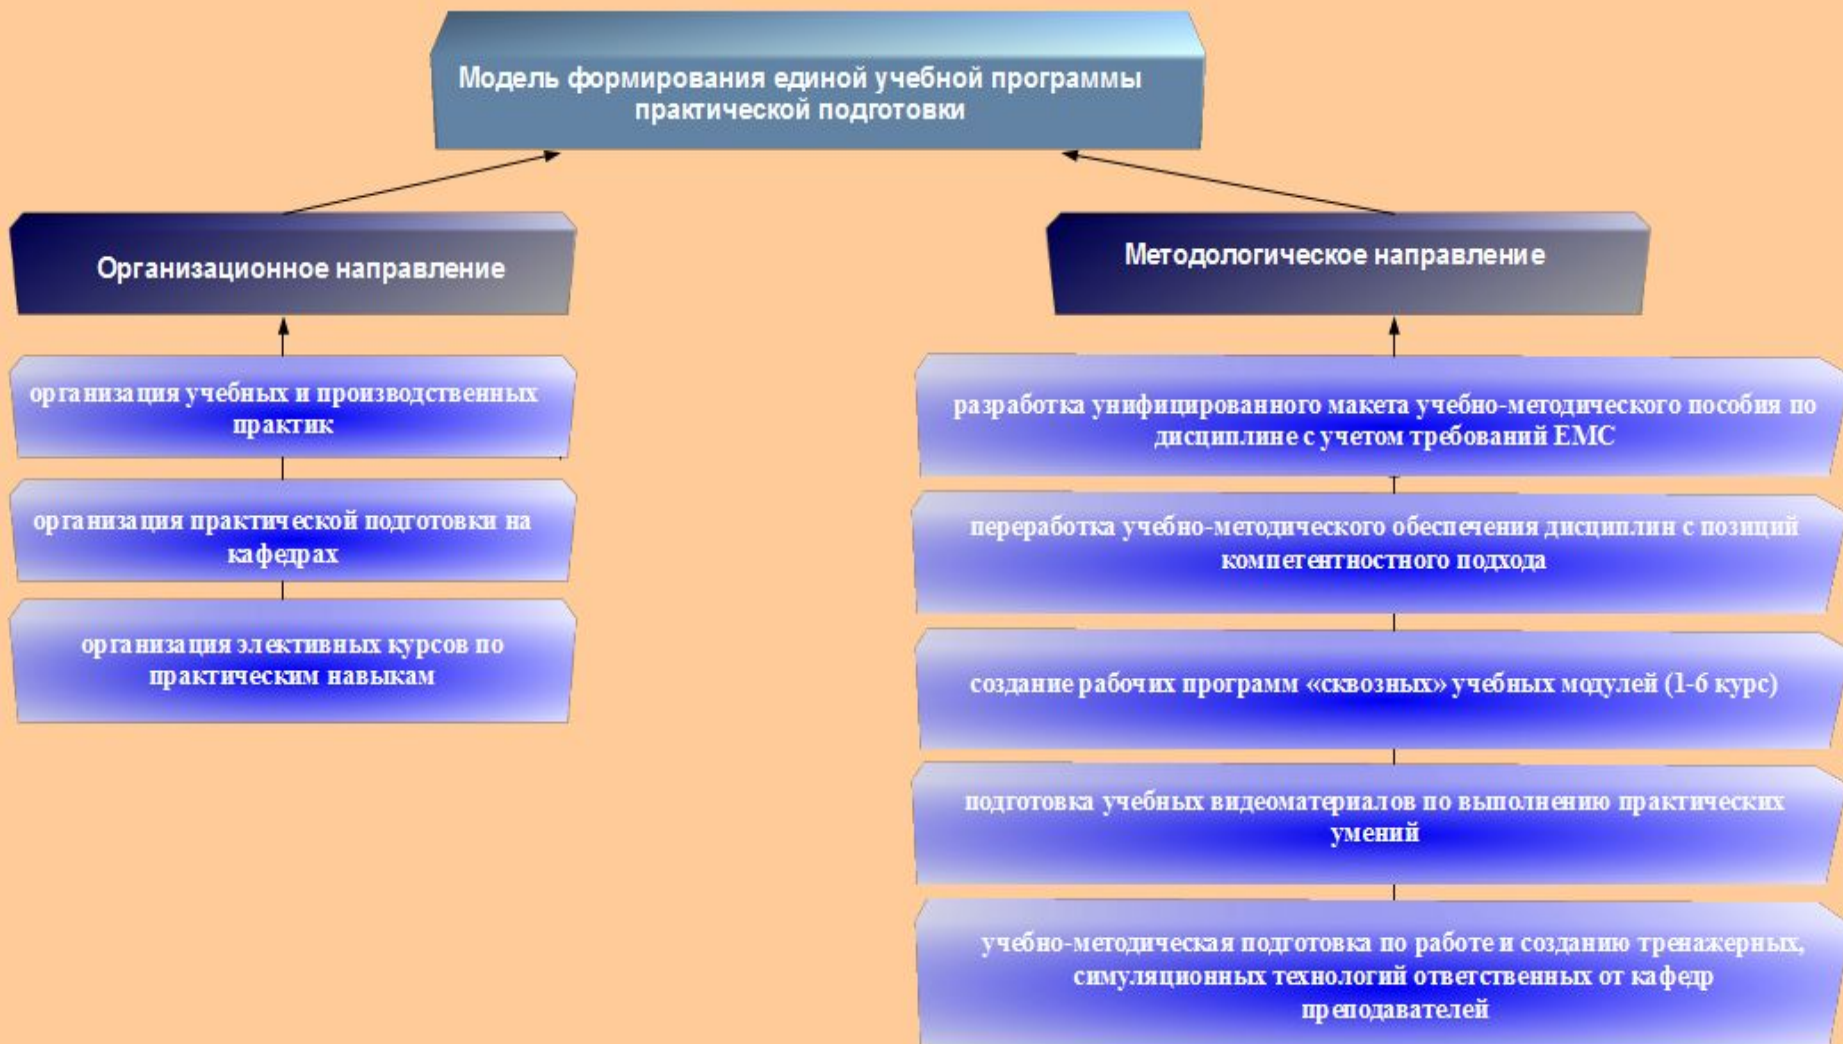 Модель формирования единой учебной программы
практической подготовки
Организационное направление
организация учебных и производственных
практик
организация практической подготовки на
кафедрах
организация элективных курсов по
практическим навыкам
Методологическое направление
разработка унифицированного макета учебно-методического пособия по
дисциплине с учетом требований ЕМС
переработка учебно-методического обеспечения дисциплин с позиций
компетентностного подхода
создание рабочих программ «сквозных» учебных модулей (1-6 курс)
подготовка учебных видеоматериалов по выполнению практических
умений
учебно-методическая подготовка по работе и созданию тренажерных,
симуляционных технологий ответственных от кафедр
преподавателей